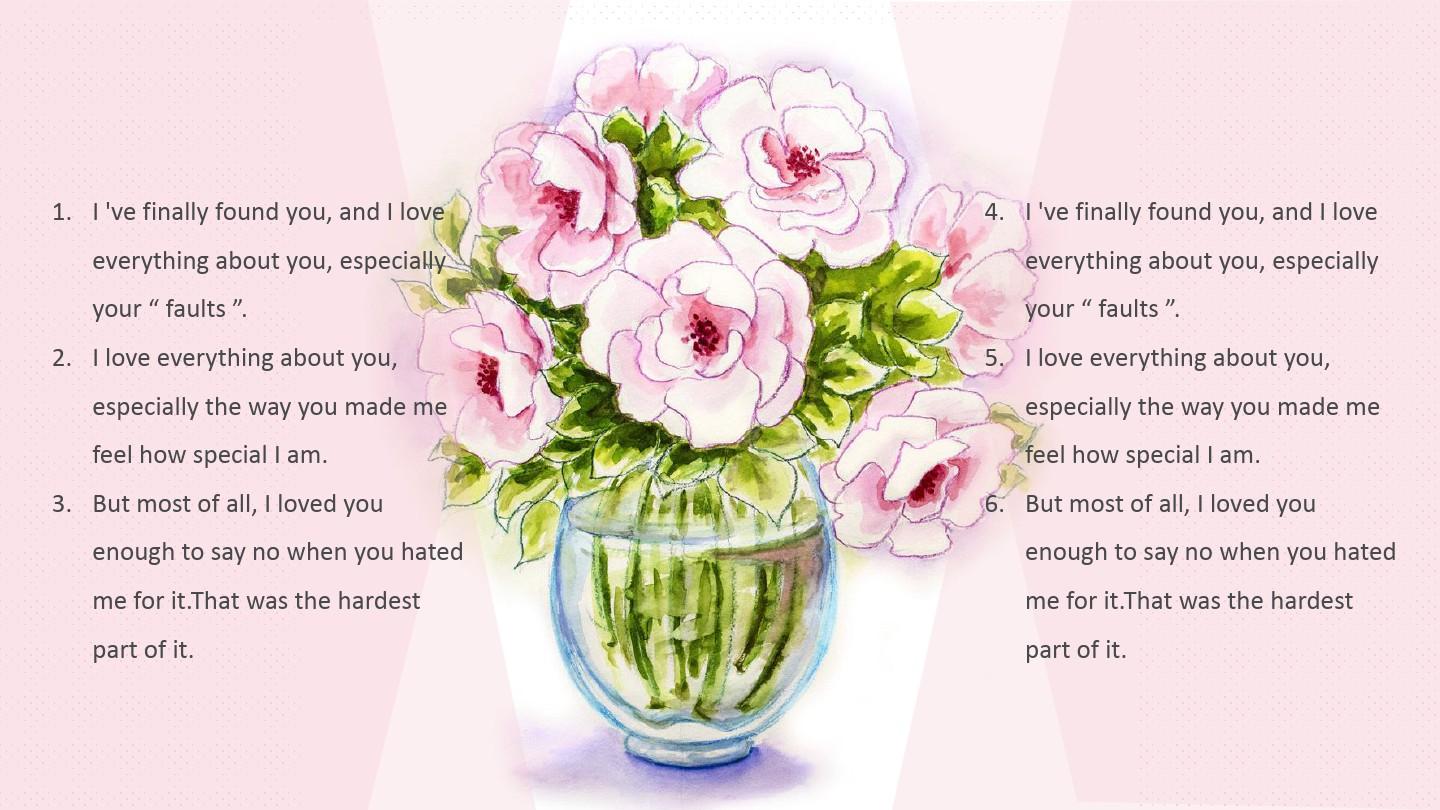 1. I 've finally found you, and I love
everything about you, especially
your “ faults ”.
2. I love everything about you,
especially the way you made me
feel how special I am.
3. But most of all, I loved you
enough to say no when you hated
me for it.That was the hardest
part of it.
4. I 've finally found you, and I love
everything about you, especially
your “ faults ”.
5. I love everything about you,
especially the way you made me
feel how special I am.
6. But most of all, I loved you
enough to say no when you hated
me for it.That was the hardest
part of it.